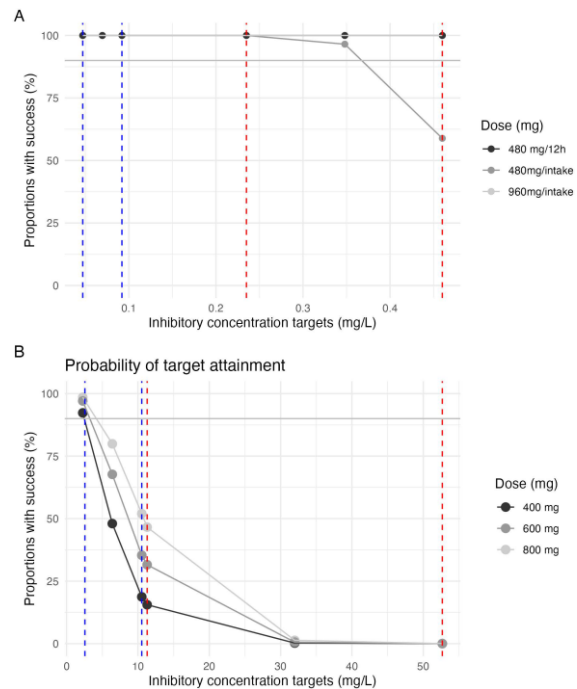 A
100
75
50
25
0
Proportions with success (%)
0.1 0.2 0.3 0.4
Inhibitory concentration targets (mg/L)
Dose (mg)
480 mg/12h
480mg/intake
960mg/intake
B
Probability of target attainment
100
75
50
25
0
Proportions with success (%)
0 10 20 30 40 50
Inhibitory concentration targets (mg/L)
Dose (mg)
400 mg
600 mg
800 mg